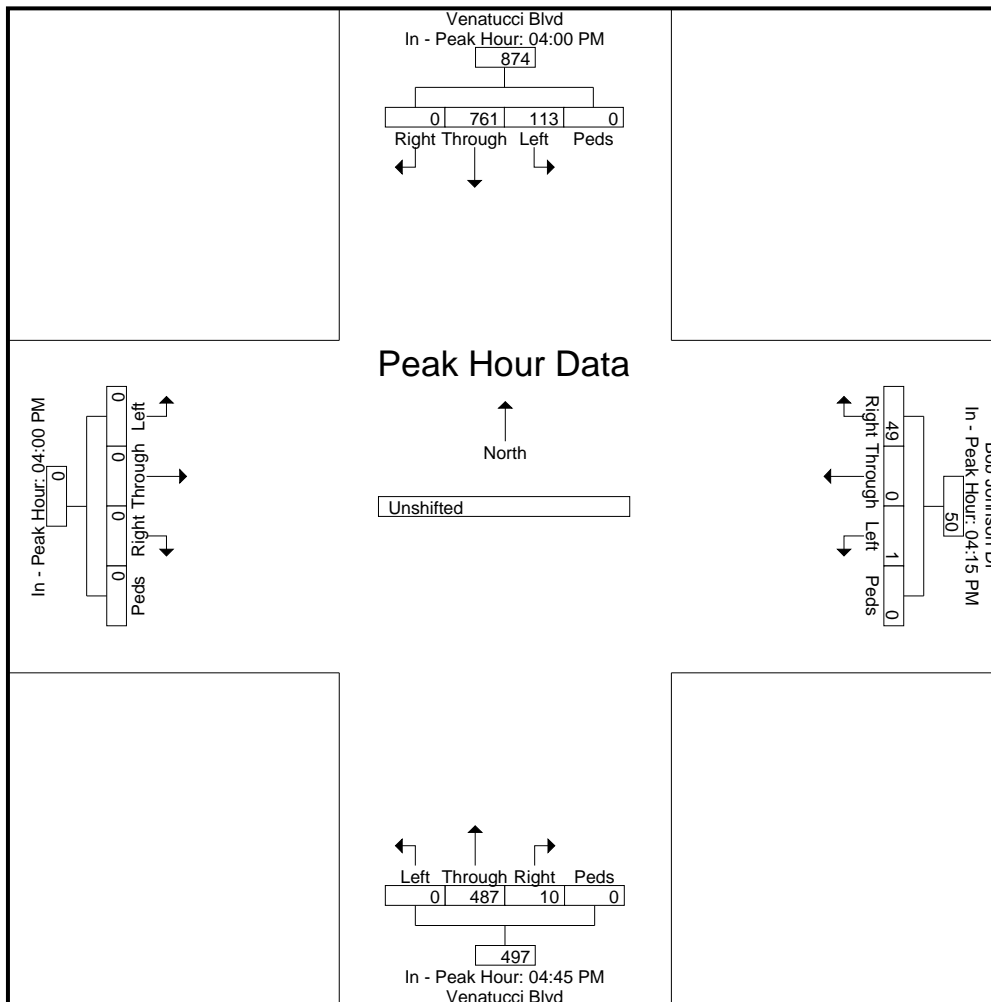 Venatucci Blvd
In - Peak Hour: 04:00 PM
874
0 761 113 0
Right Through Left Peds
Peak Hour Data
North
Unshifted
In - Peak Hour: 04:00 PM
0
0 0 0 0
Left Through Right Peds
Right Through Left Peds
49 0 1 0
50
In - Peak Hour: 04:15 PM
Bob Johnson Dr
Left Through Right Peds
0 487 10 0
497
In - Peak Hour: 04:45 PM
Venatucci Blvd